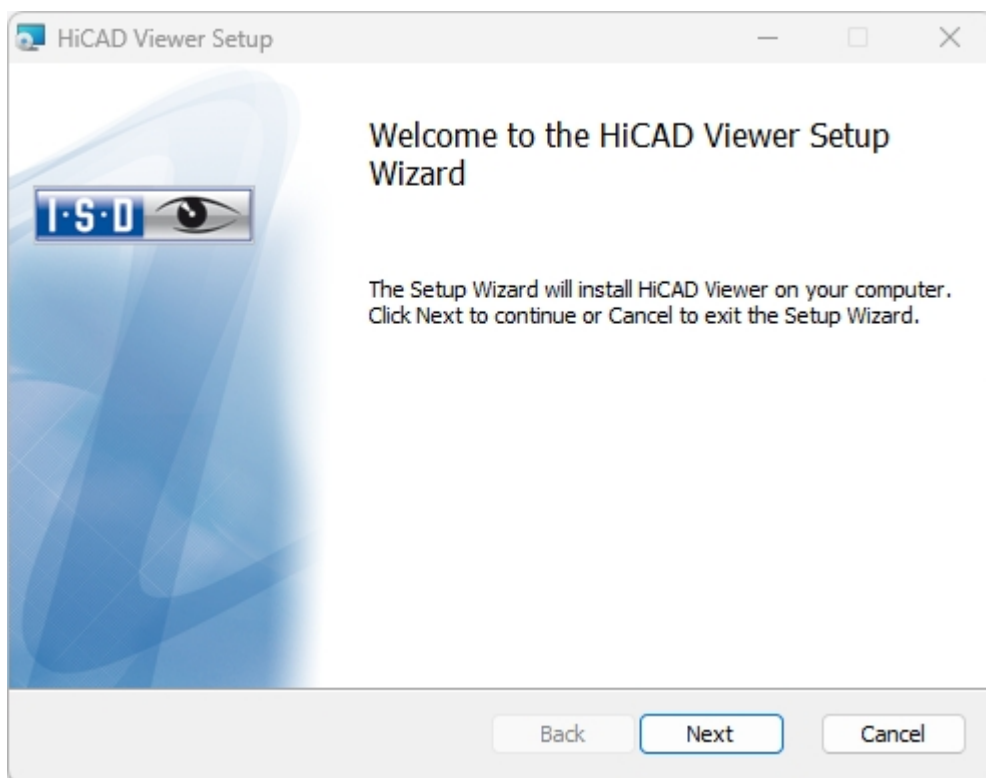 HiCAD Viewer Setup
Welcome to the HiCAD Viewer Setup
Wizard
I·S·D
The Setup Wizard will install HiCAD Viewer on your computer.
Click Next to continue or Cancel to exit the Setup Wizard.
Back Next Cancel